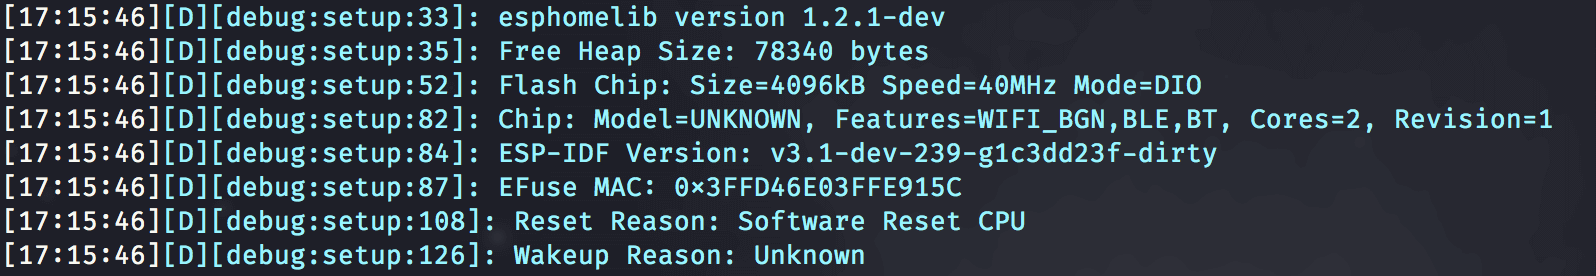 [17:15:46][D][debug:setup:33]: esphomelib version 1.2.1-dev
[17:15:46][D][debug:setup:35]: Free Heap Size: 78340 bytes
[17:15:46][D][debug:setup:52]: Flash Chip: Size=4096kB Speed=40MHz Mode=DIO
[17:15:46][D][debug:setup:82]: Chip: Model=UNKNOWN, Features=WIFI_BGN,BLE,BT, Cores=2, Revision=1
[17:15:46][D][debug:setup:84]: ESP-IDF Version: v3.1-dev-239-g1c3dd23f-dirty
[17:15:46][D][debug:setup:87]: EFuse MAC: 0×3FFD46E03FFE915C
[17:15:46][D][debug:setup:108]: Reset Reason: Software Reset CPU
[17:15:46][D][debug:setup:126]: Wakeup Reason: Unknown